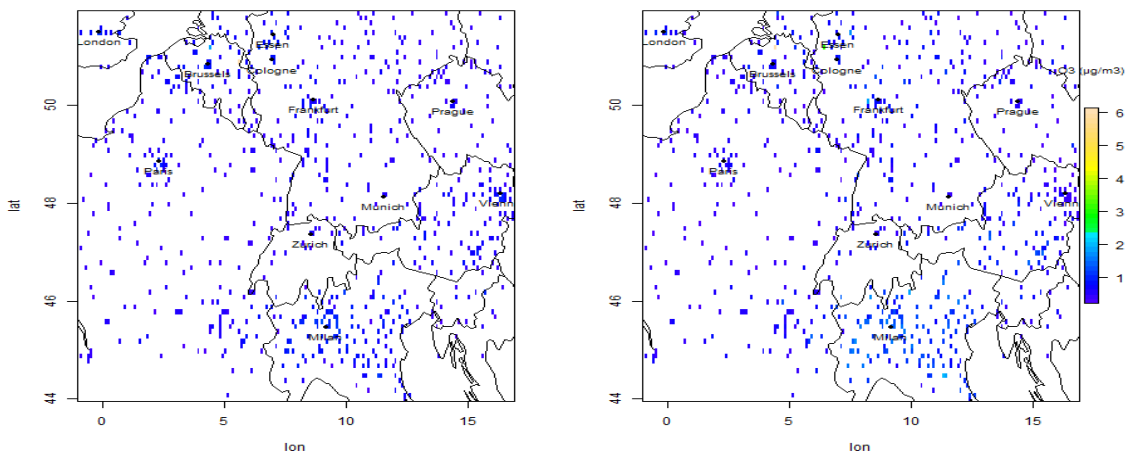 London
Essen
Brussels
Cologne
Frankfurt
Prague
Paris
Munich
Vienn
Zurich
Milan
44
46
48
50
lat
0
5
10
15
lon
London
Essen
Brussels
Cologne
Frankfurt
Prague
Paris
Munich
Vienn
Zurich
Milan
44
46
48
50
lat
0
5
10
15
lon
O3 (µg/m3)
6
5
4
3
2
1